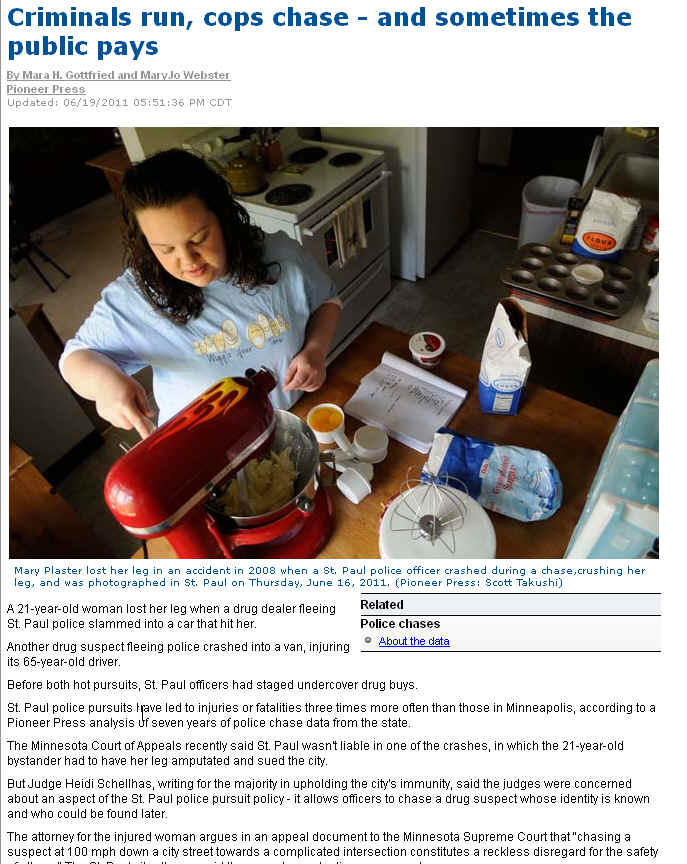 Criminals run, cops chase - and sometimes the
public pays
By Mara H. Gottfried and MaryJo Webster
Pioneer Press
Updated: 06/19/2011 05:51:36 PM CDT
FLOUR
Sugar
Mary Plaster lost her leg in an accident in 2008 when a St. Paul police officer crashed during a chase,crushing her
leg, and was photographed in St. Paul on Thursday, June 16, 2011. (Pioneer Press: Scott Takushi)
Related
Police chases
About the data
A 21-year-old woman lost her leg when a drug dealer fleeing
St. Paul police slammed into a car that hit her.
Another drug suspect fleeing police crashed into a van, injuring
its 65-year-old driver.
Before both hot pursuits, St. Paul officers had staged undercover drug buys.
St. Paul police pursuits have led to injuries or fatalities three times more often than those in Minneapolis, according to a
Pioneer Press analysis of seven years of police chase data from the state.
The Minnesota Court of Appeals recently said St. Paul wasn't liable in one of the crashes, in which the 21-year-old
bystander had to have her leg amputated and sued the city.
But Judge Heidi Schellhas, writing for the majority in upholding the city's immunity, said the judges were concerned
about an aspect of the St. Paul police pursuit policy - it allows officers to chase a drug suspect whose identity is known
and who could be found later.
The attorney for the injured woman argues in an appeal document to the Minnesota Supreme Court that "chasing a
suspect at 100 mph down a city street towards a complicated intersection constitutes a reckless disregard for the safety